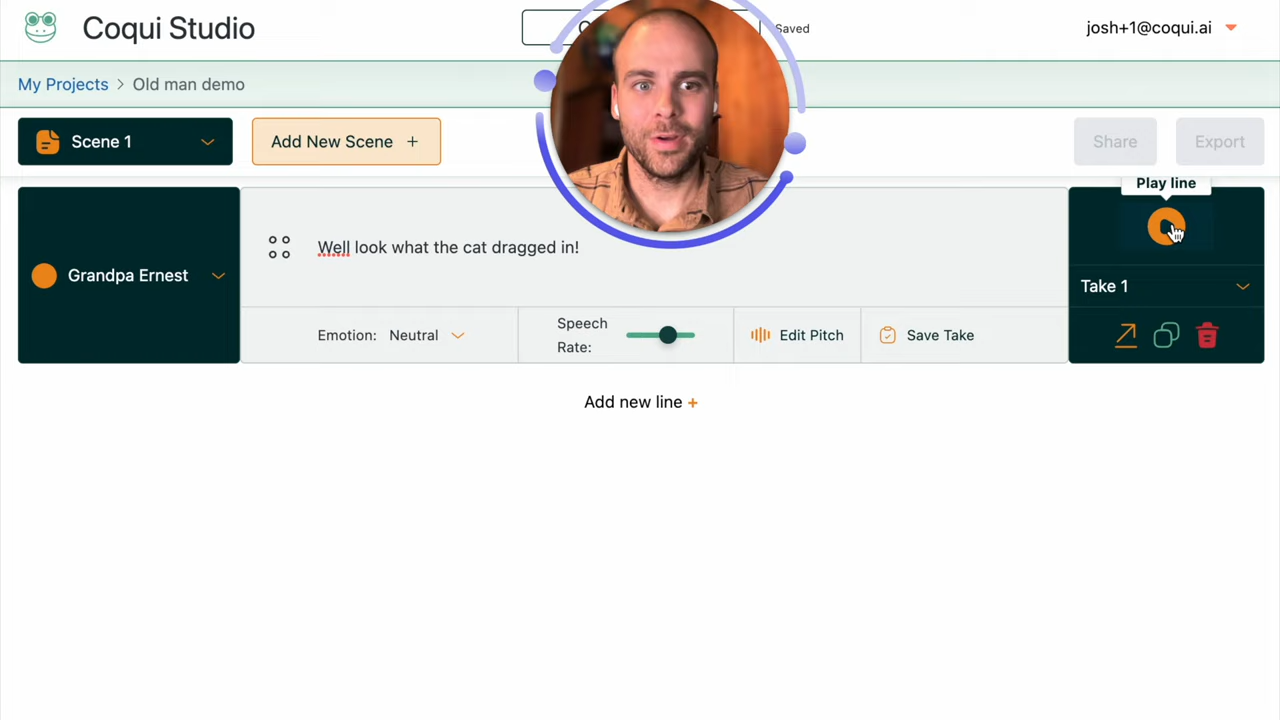 Coqui Studio
Saved
josh+1@coqui.ai
My Projects > Old man demo
Scene 1
Add New Scene +
Share
Export
Play line
Grandpa Ernest
Well look what the cat dragged in!
Take 1
Emotion: Neutral
Speech
Rate:
Edit Pitch
Save Take
Add new line +